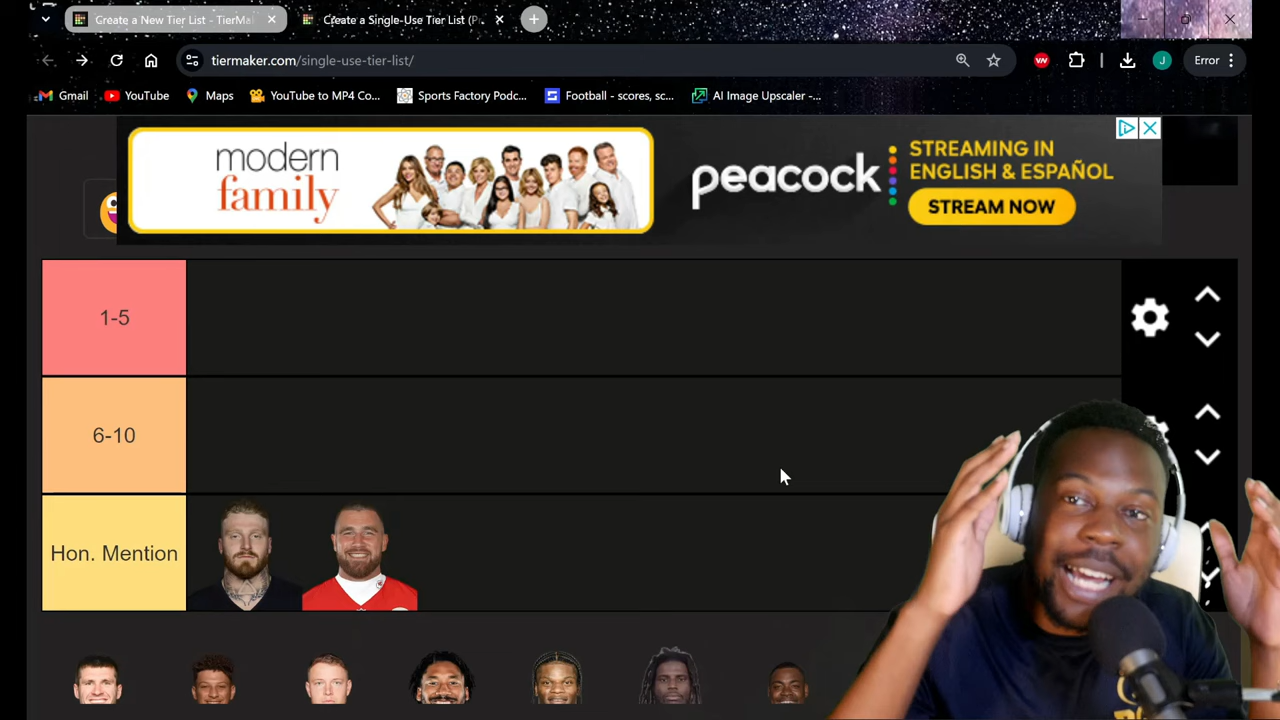 Create a New Tier List - TierMa
Create a Single-Use Tier List (P
tiermaker.com/single-use-tier-list/
Error
Gmail
YouTube
Maps
YouTube to MP4 Co...
Sports Factory Podc...
Football - scores, sc...
AI Image Upscaler -...
modern
family
peacock
STREAMING IN
ENGLISH & ESPAÑOL
STREAM NOW
1-5
6-10
Hon. Mention